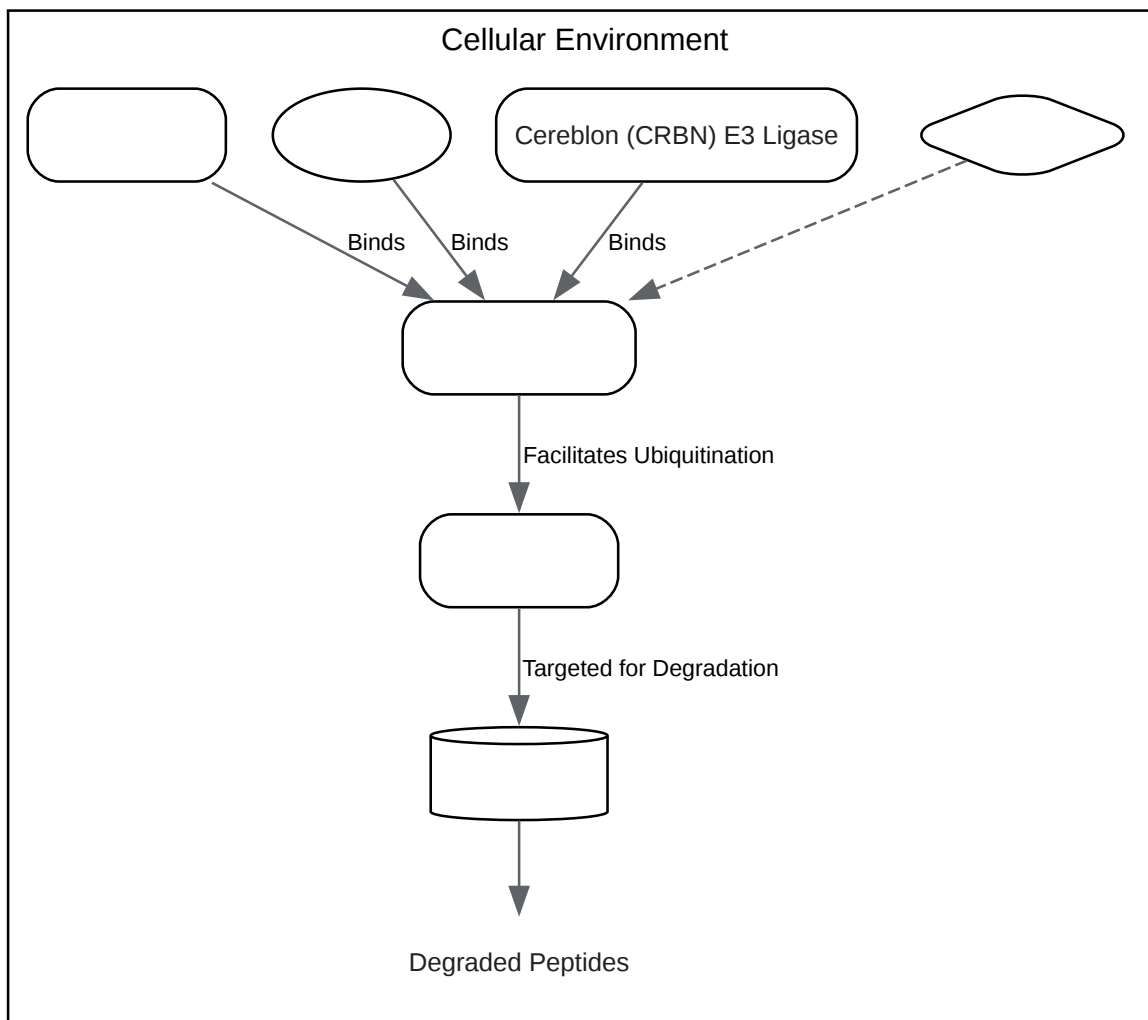 Cellular Environment
Cereblon (CRBN) E3 Ligase
Binds
Binds
Binds
Facilitates Ubiquitination
Targeted for Degradation
Degraded Peptides